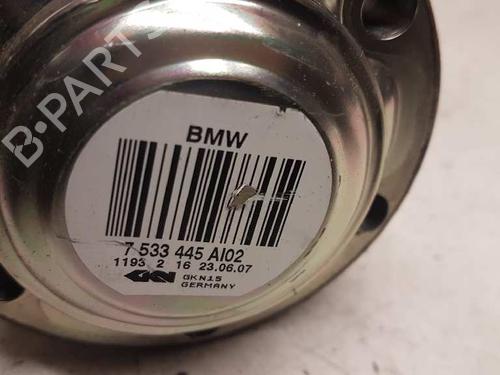 B-PARTS
BMW
7 533 445 AI02
1193 2 16 23.06.07
GKN
GKN15
GERMANY